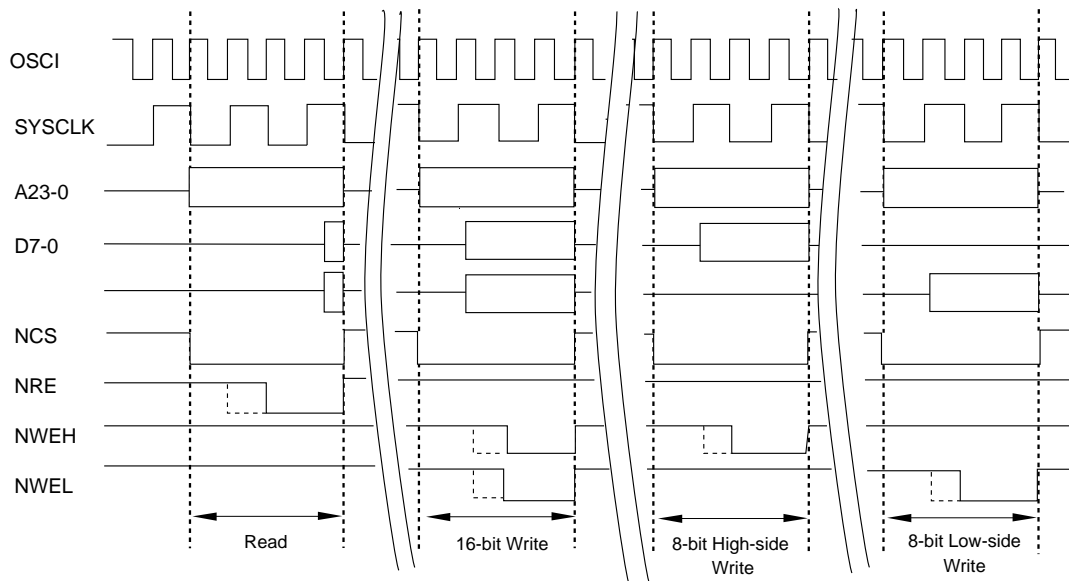 OSCI
SYSCLK
A23-0
D7-0
NCS
NRE
NWEH
NWEL
Read
16-bit Write
8-bit High-side
Write
8-bit Low-side
Write